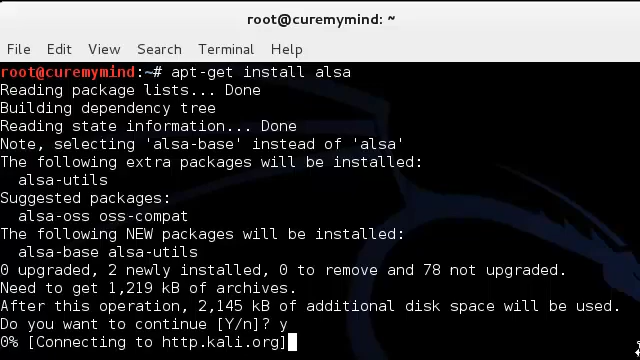 root@curemymind: ~
File Edit View Search Terminal Help
root@curemymind:~# apt-get install alsa
Reading package lists... Done
Building dependency tree
Reading state information... Done
Note, selecting 'alsa-base' instead of 'alsa'
The following extra packages will be installed:
  alsa-utils
Suggested packages:
  alsa-oss oss-compat
The following NEW packages will be installed:
  alsa-base alsa-utils
0 upgraded, 2 newly installed, 0 to remove and 78 not upgraded.
Need to get 1,219 kB of archives.
After this operation, 2,145 kB of additional disk space will be used.
Do you want to continue [Y/n]? y
0% [Connecting to http.kali.org]